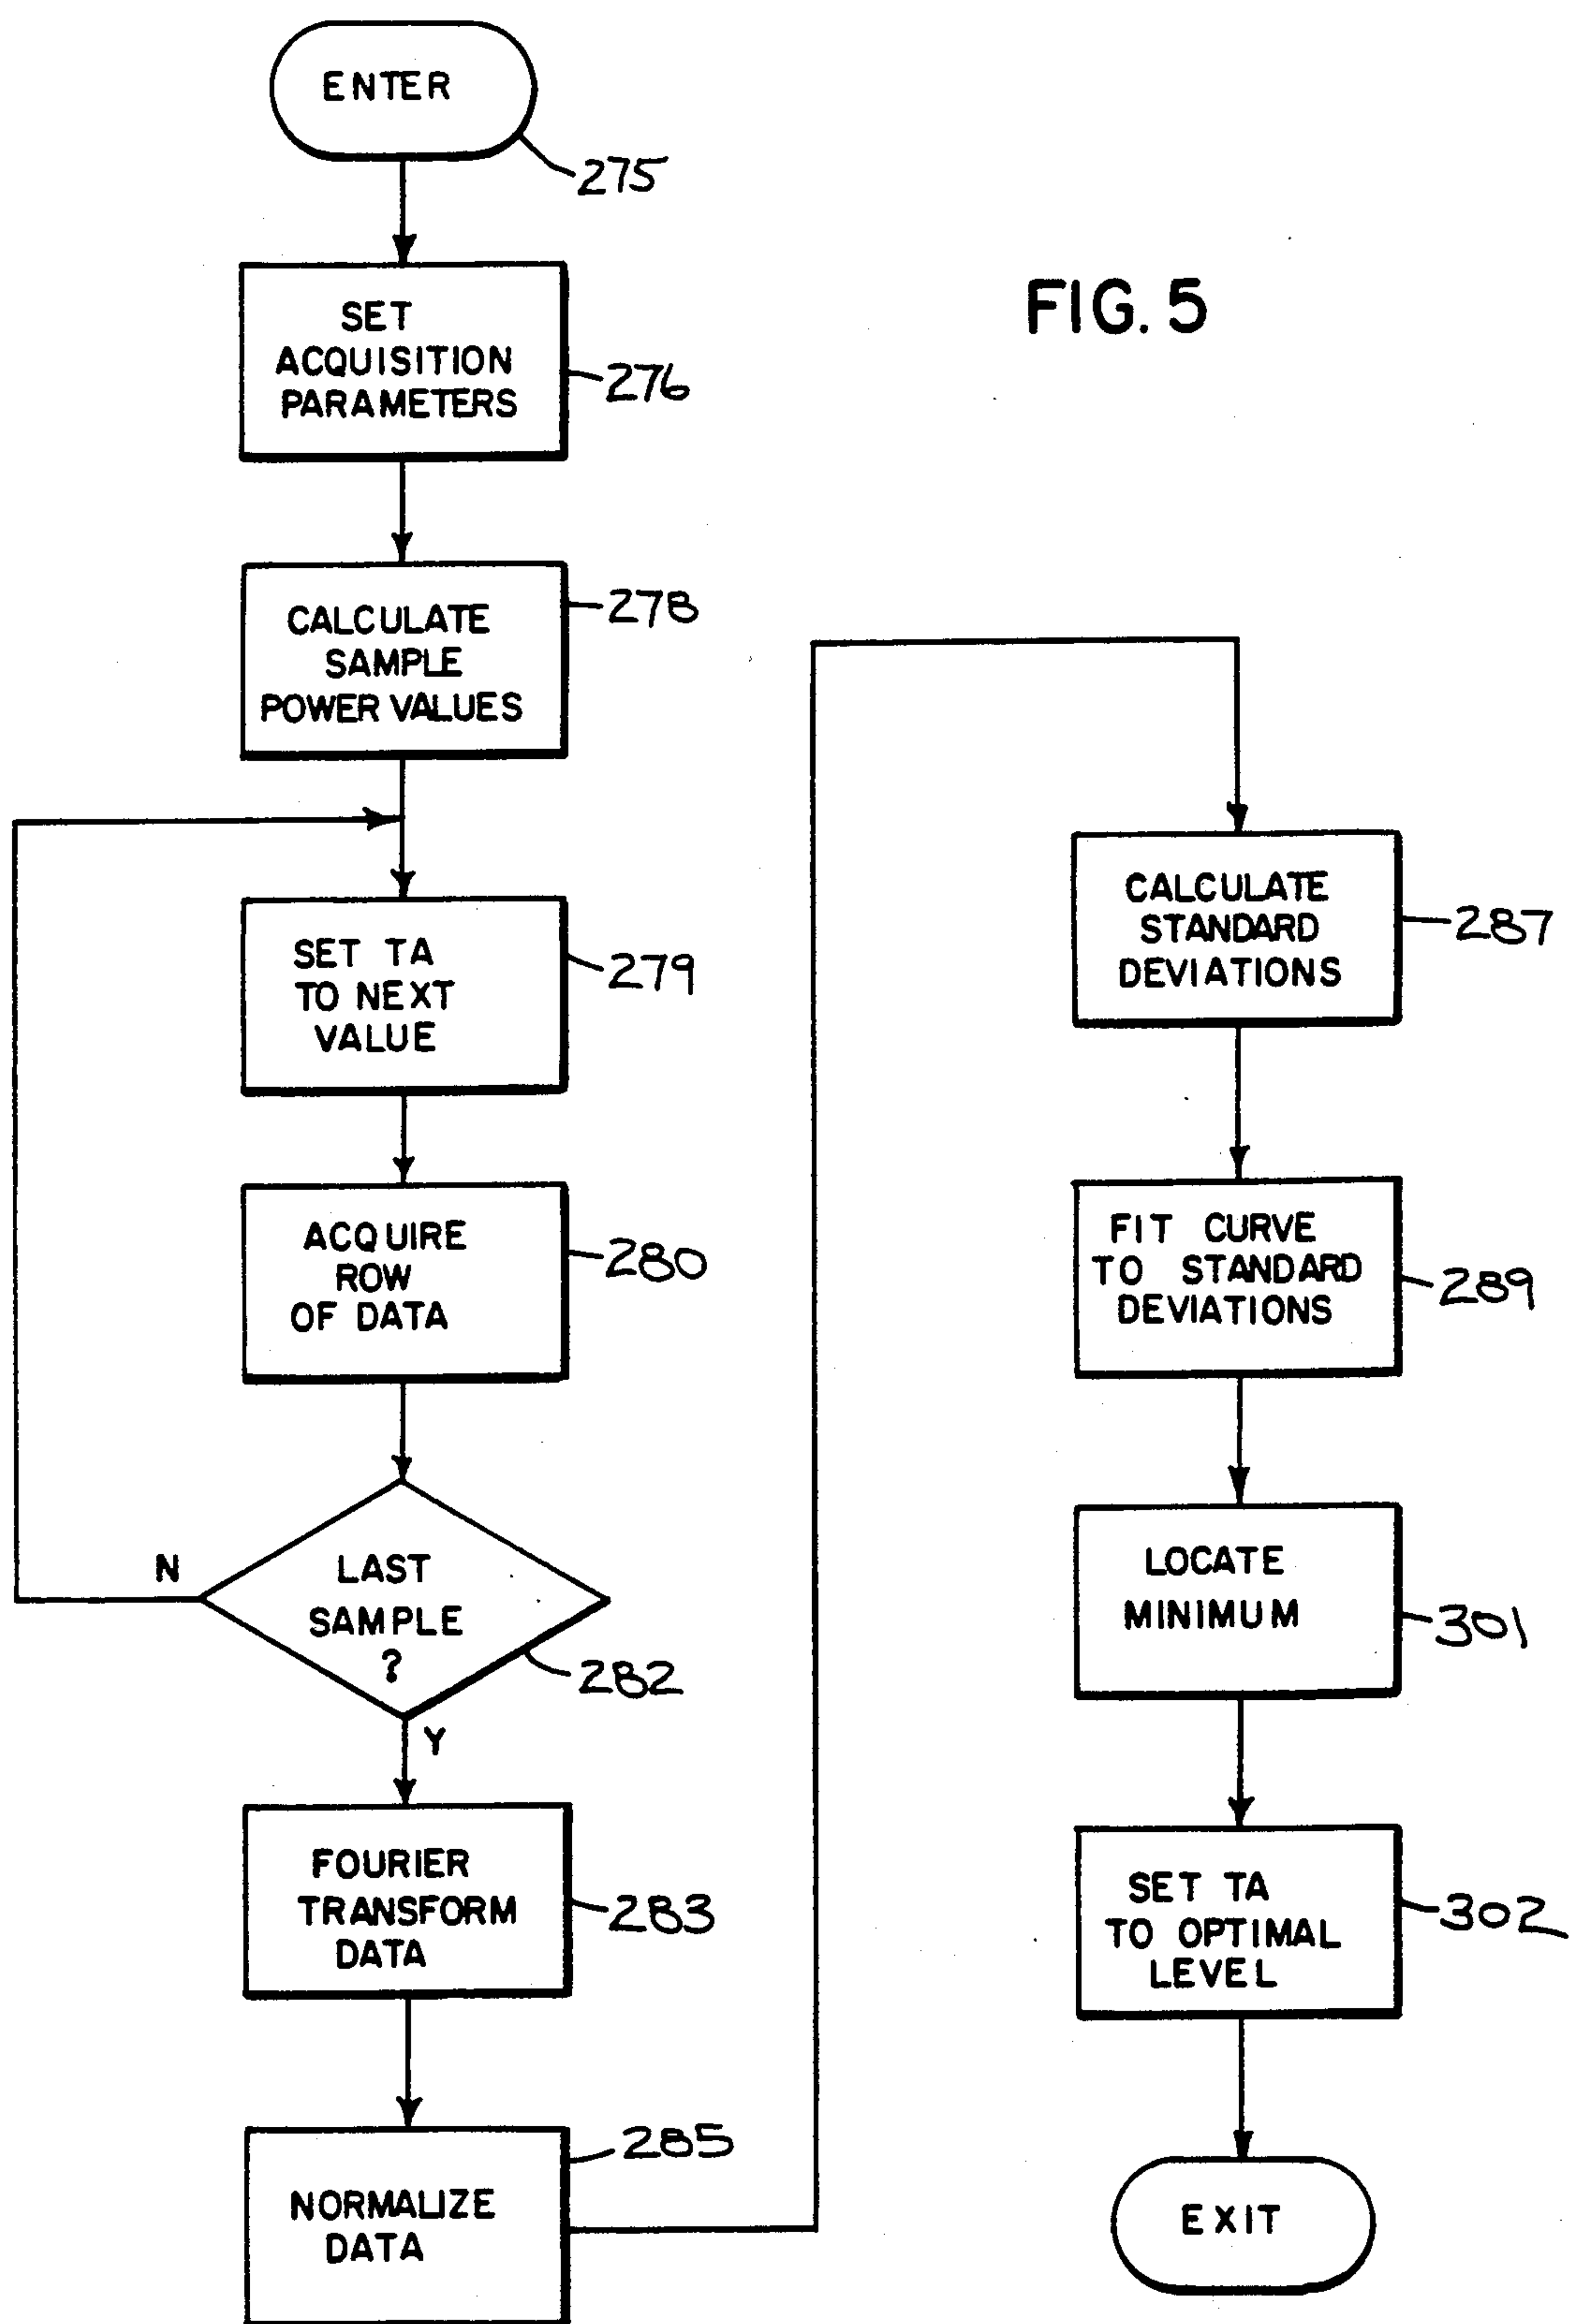 ENTER
275
FIG. 5
SET
ACQUISITION
PARAMETERS
276
CALCULATE
SAMPLE
POWER VALUES
278
SET TA
TO NEXT
VALUE
279
ACQUIRE
ROW
OF DATA
280
LAST
SAMPLE
?
N
282
Y
FOURIER
TRANSFORM
DATA
283
NORMALIZE
DATA
285
CALCULATE
STANDARD
DEVIATIONS
287
FIT CURVE
TO STANDARD
DEVIATIONS
289
LOCATE
MINIMUM
301
SET TA
TO OPTIMAL
LEVEL
302
EXIT